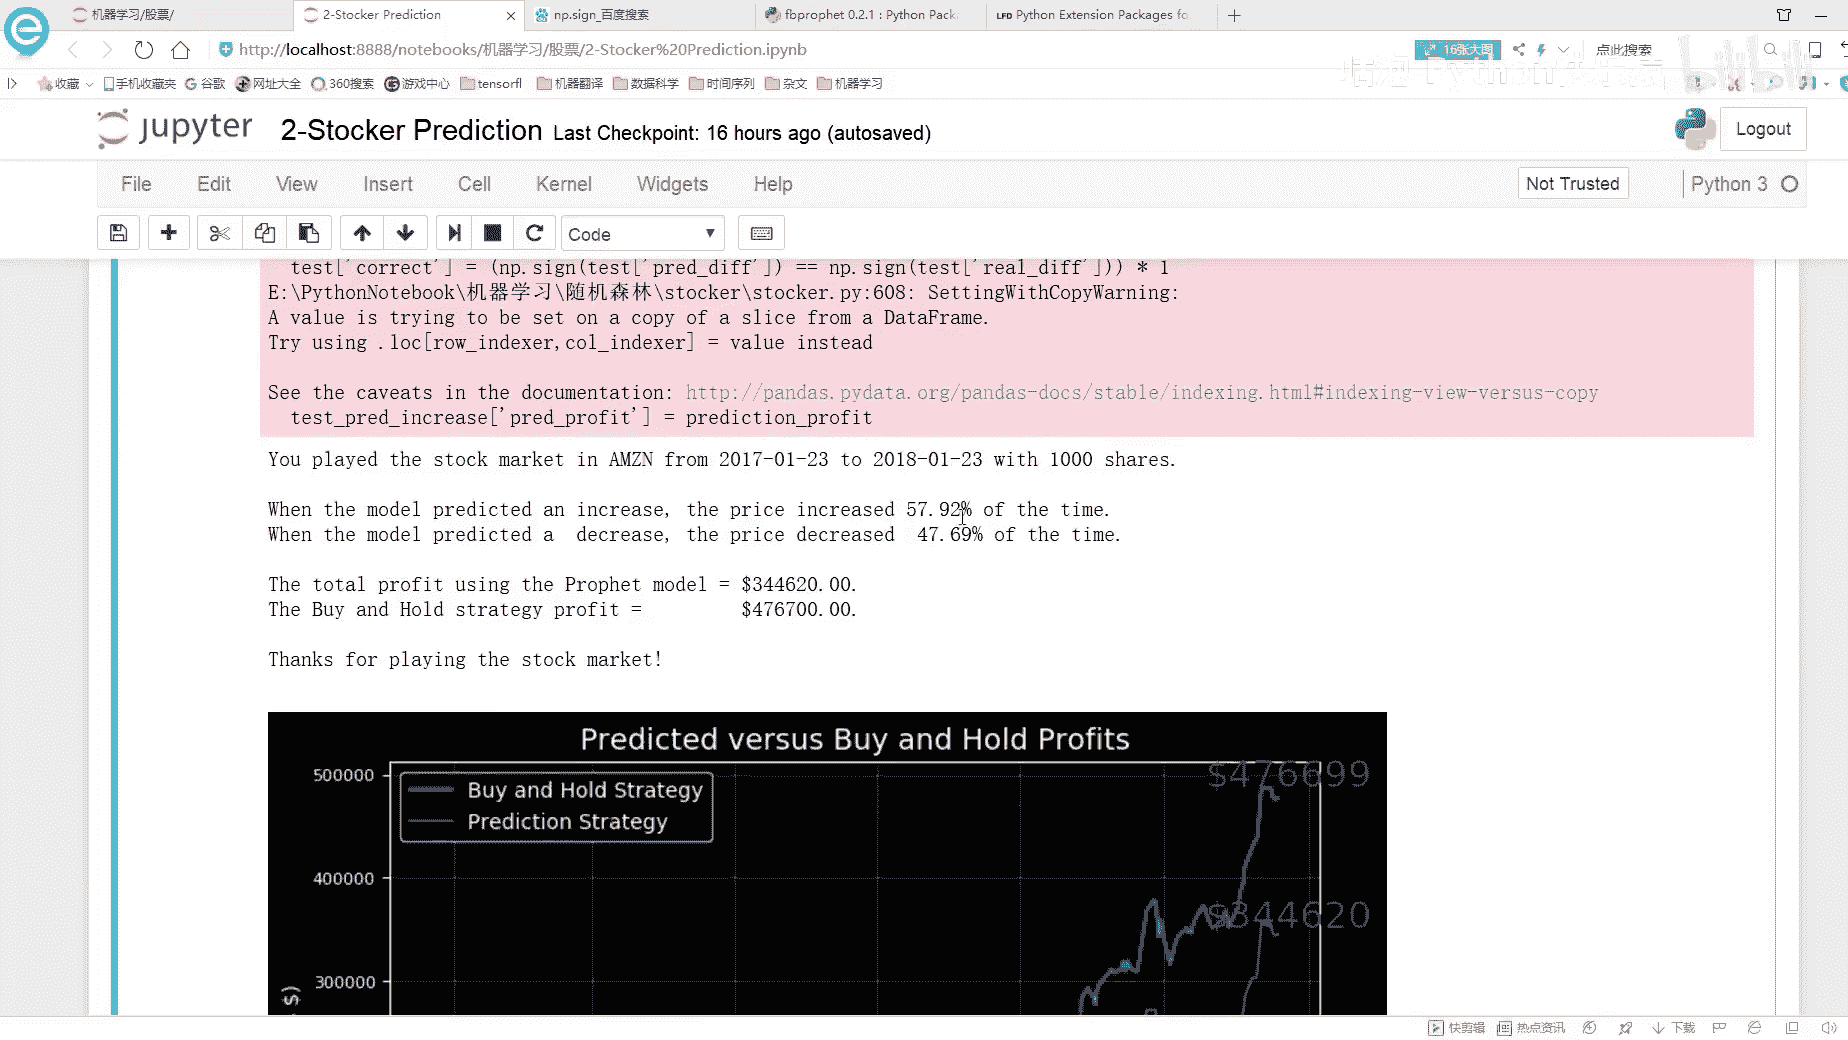 机器学习/股票/
2-Stocker Prediction
np.sign_百度搜索
fbprophet 0.2.1 : Python Pack
LFD Python Extension Packages fo
http://localhost:8888/notebooks/机器学习/股票/2-Stocker%20Prediction.ipynb
16张大图
点此搜索
收藏
手机收藏夹
谷歌
网址大全
360搜索
游戏中心
tensorfl
机器翻译
数据科学
时间序列
杂文
机器学习
bilibili
jupyter
2-Stocker Prediction Last Checkpoint: 16 hours ago (autosaved)
Logout
File Edit View Insert Cell Kernel Widgets Help
Not Trusted
Python 3
Code
test['correct'] = (np.sign(test['pred_diff']) == np.sign(test['real_diff'])) * 1
E:\PythonNotebook\机器学习\随机森林\stocker\stocker.py:608: SettingWithCopyWarning:
A value is trying to be set on a copy of a slice from a DataFrame.
Try using .loc[row_indexer,col_indexer] = value instead
See the caveats in the documentation: http://pandas.pydata.org/pandas-docs/stable/indexing.html#indexing-view-versus-copy
test_pred_increase['pred_profit'] = prediction_profit
You played the stock market in AMZN from 2017-01-23 to 2018-01-23 with 1000 shares.
When the model predicted an increase, the price increased 57.92% of the time.
When the model predicted a  decrease, the price decreased  47.69% of the time.
The total profit using the Prophet model = $344620.00.
The Buy and Hold strategy profit =         $476700.00.
Thanks for playing the stock market!
Predicted versus Buy and Hold Profits
500000
$476699
Buy and Hold Strategy
Prediction Strategy
400000
$344620
300000
$)
快剪辑
热点资讯
下载